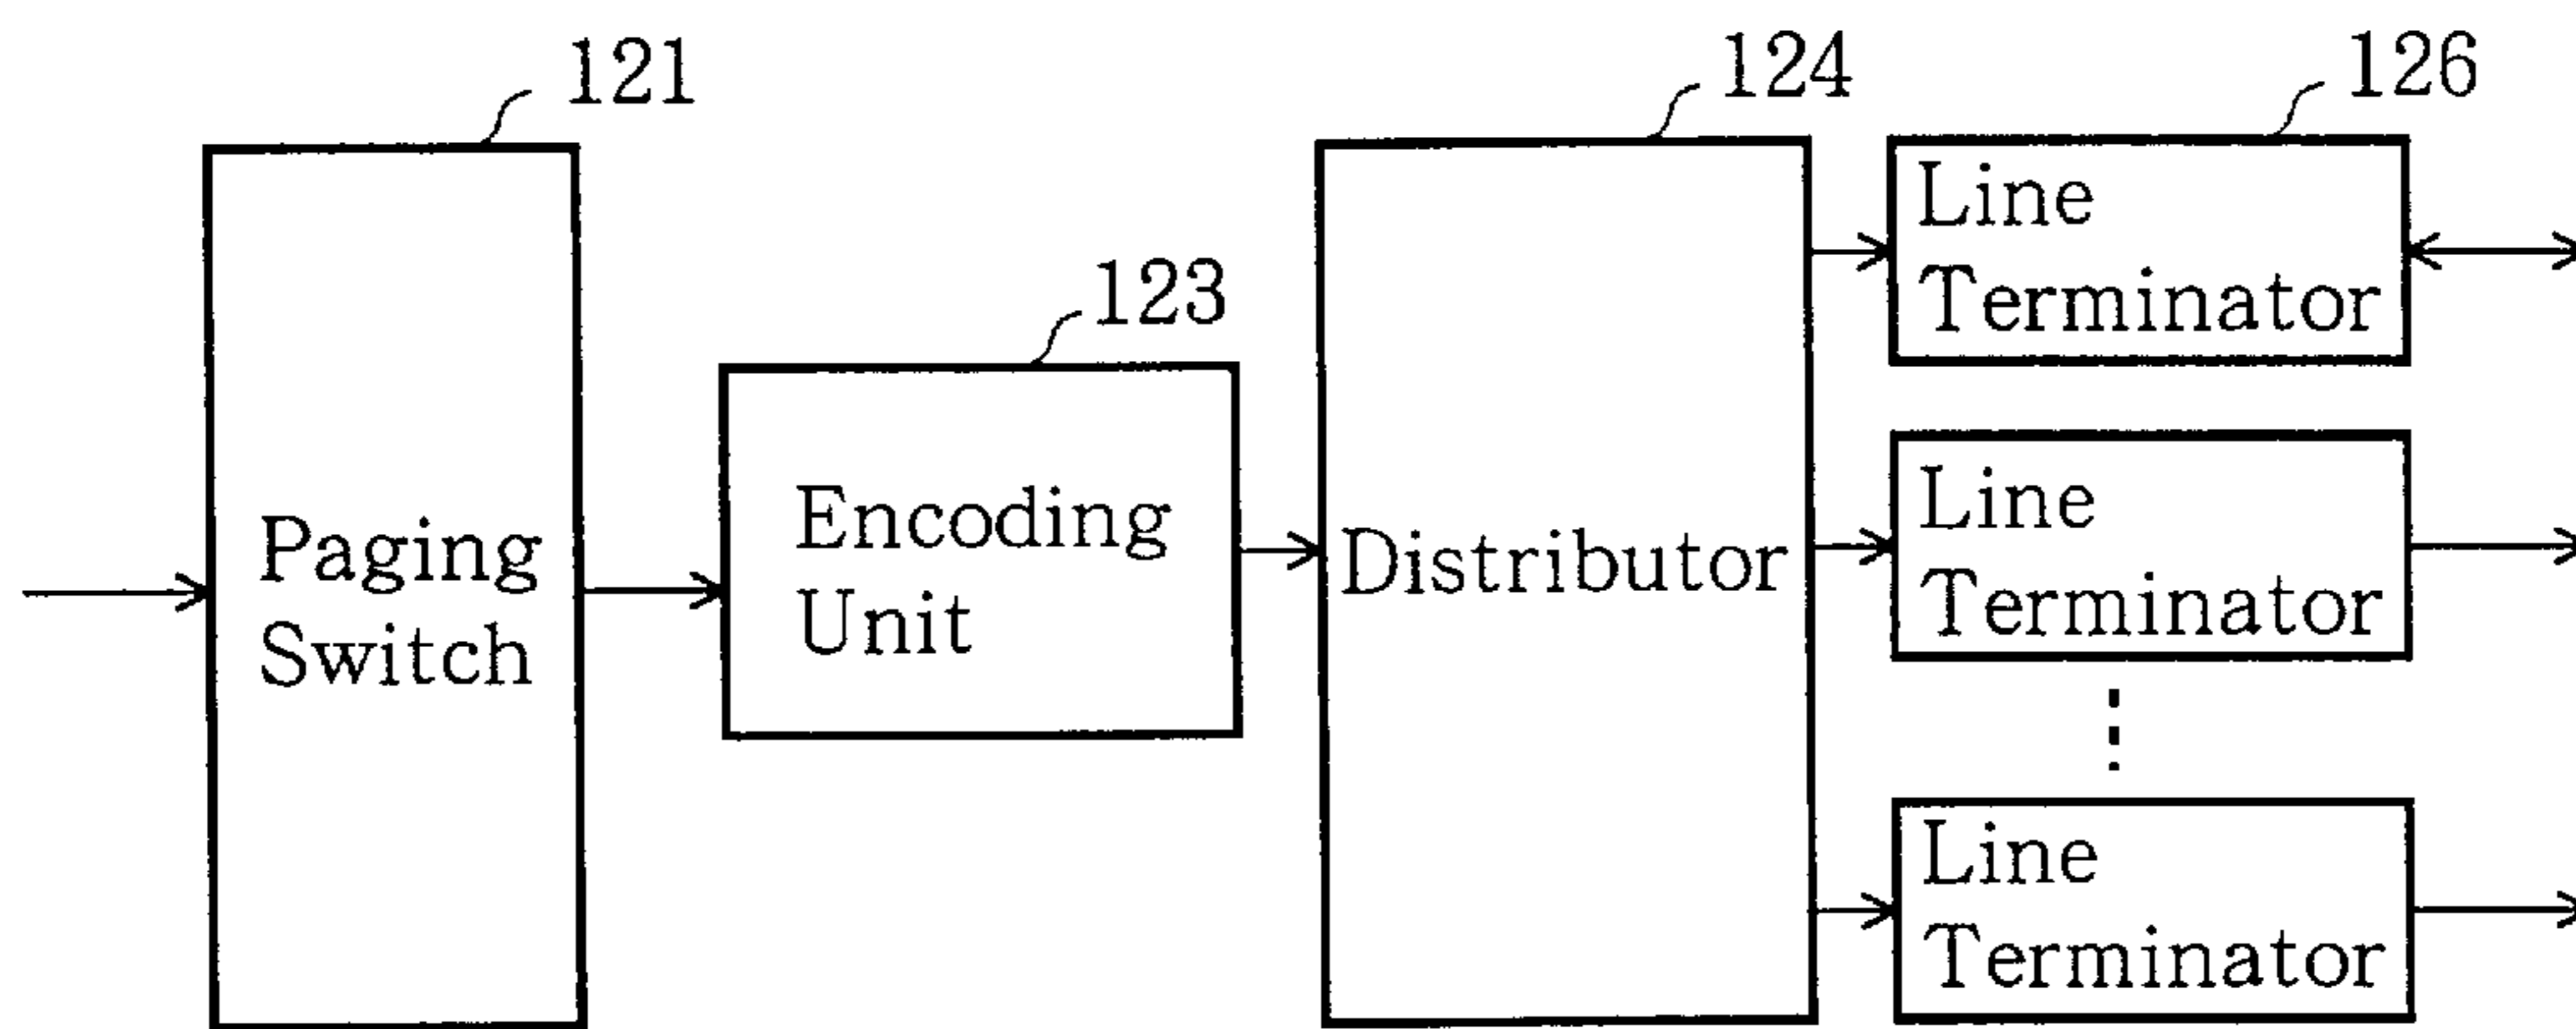 121
124
126
123
Paging
Switch
Encoding
Unit
Distributor
Line
Terminator
Line
Terminator
Line
Terminator